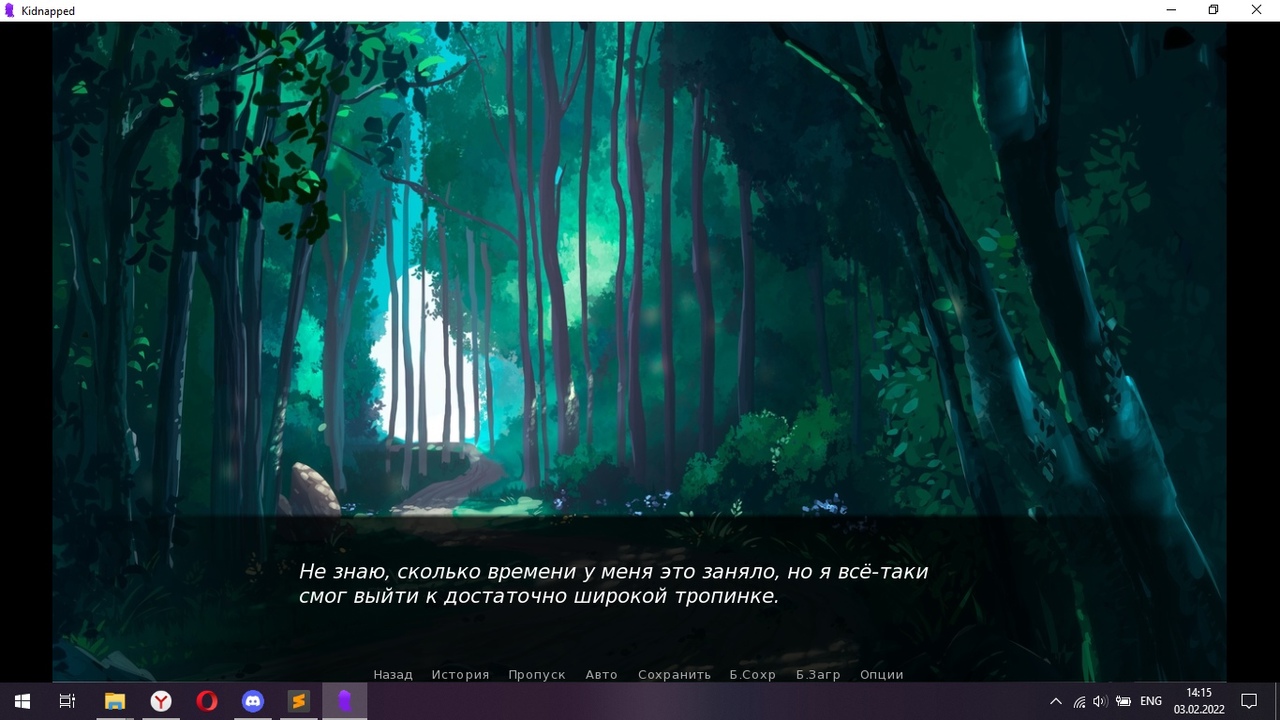 Kidnapped
Не знаю, сколько времени у меня это заняло, но я всё-таки
смог выйти к достаточно широкой тропинке.
Назад История Пропуск Авто Сохранить Б.Сохр Б.Загр Опции
ENG
14:15
03.02.2022